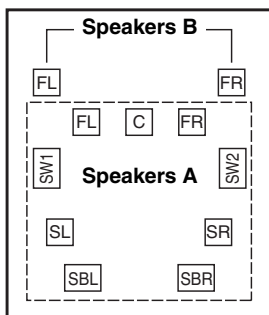 Speakers B
FL FR
FL C FR
SW1 Speakers A SW2
SL SR
SBL SBR